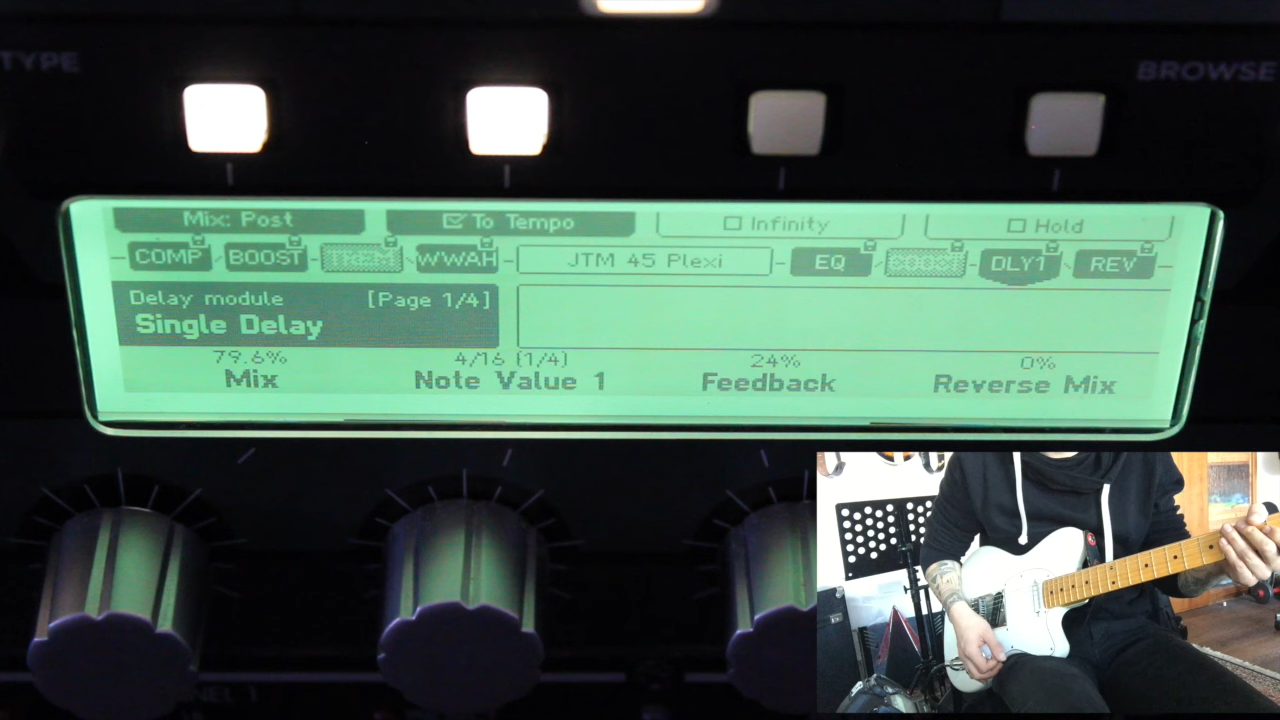 TYPE
BROWSE
Mix: Post To Tempo Infinity Hold
COMP BOOST TREM WWAH JTM 45 Plexi EQ DLY1 REV
Delay module [Page 1/4]
Single Delay
79.6% 4/16 (1/4) 24% 0%
Mix Note Value 1 Feedback Reverse Mix